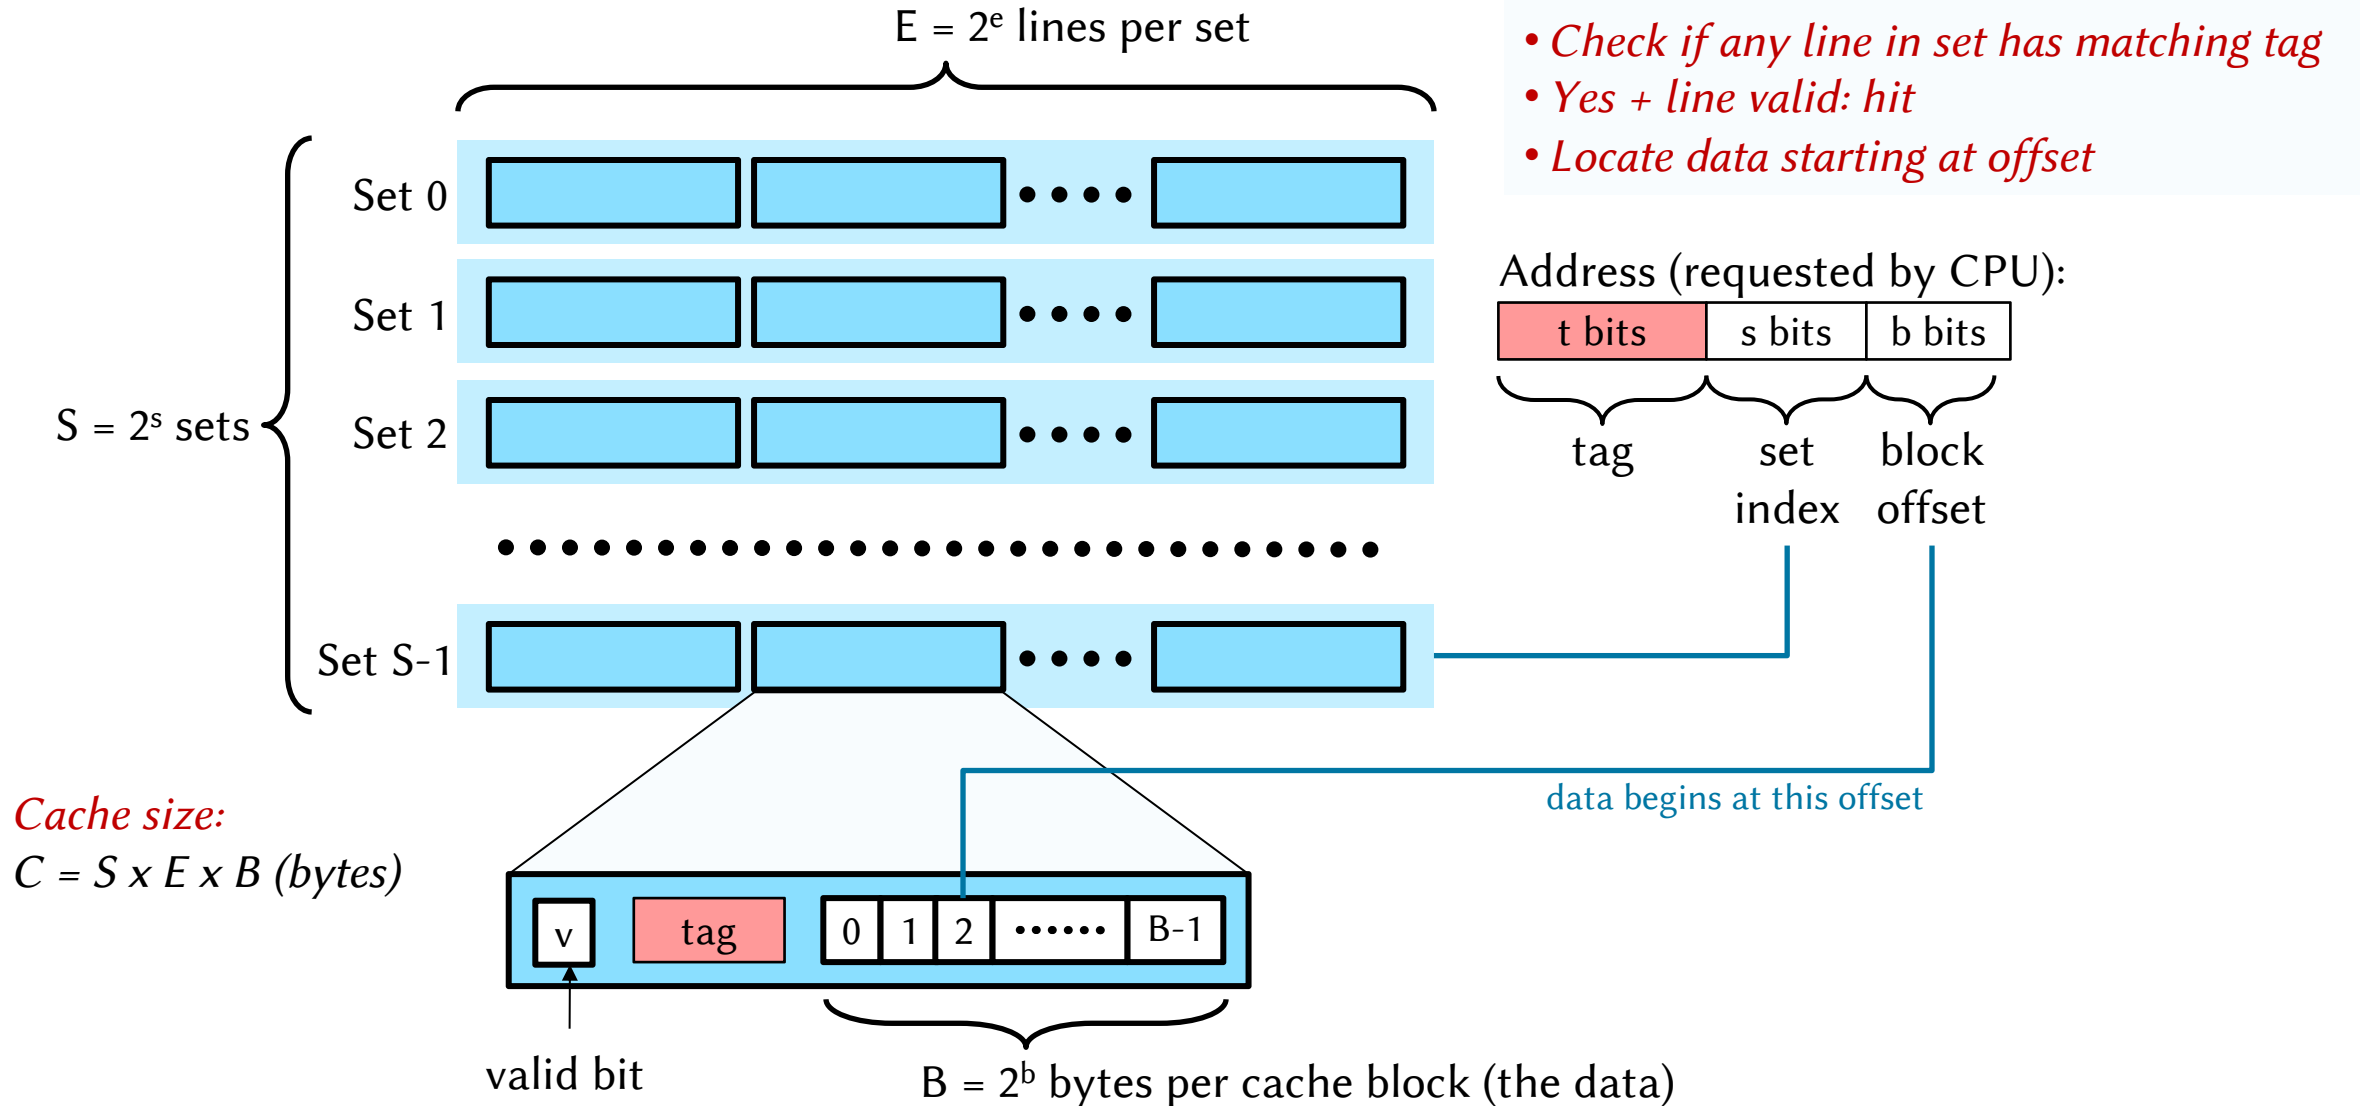 E = 2ᵉ lines per set
• Check if any line in set has matching tag
• Yes + line valid: hit
• Locate data starting at offset
Set 0
Set 1
Set 2
Set S-1
S = 2ˢ sets
Address (requested by CPU):
t bits s bits b bits
tag set block
index offset
data begins at this offset
Cache size:
C = S x E x B (bytes)
v tag 0 1 2 •••••• B-1
valid bit
B = 2ᵇ bytes per cache block (the data)